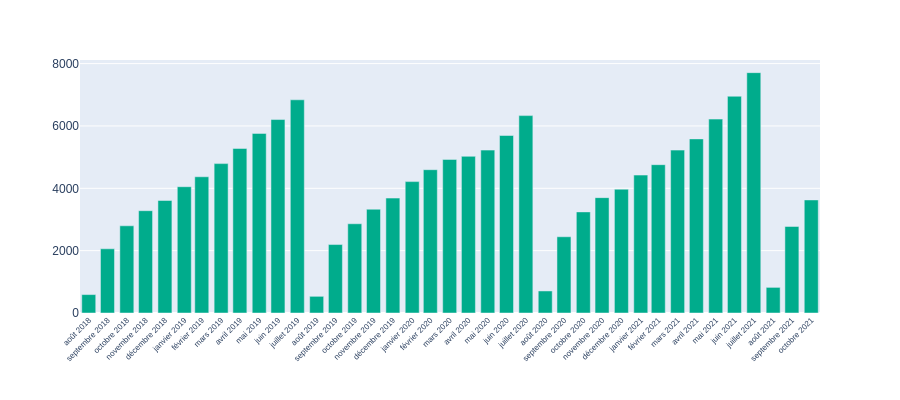 8000
6000
4000
2000
0
août 2018
septembre 2018
octobre 2018
novembre 2018
décembre 2018
janvier 2019
février 2019
mars 2019
avril 2019
mai 2019
juin 2019
juillet 2019
août 2019
septembre 2019
octobre 2019
novembre 2019
décembre 2019
janvier 2020
février 2020
mars 2020
avril 2020
mai 2020
juin 2020
juillet 2020
août 2020
septembre 2020
octobre 2020
novembre 2020
décembre 2020
janvier 2021
février 2021
mars 2021
avril 2021
mai 2021
juin 2021
juillet 2021
août 2021
septembre 2021
octobre 2021